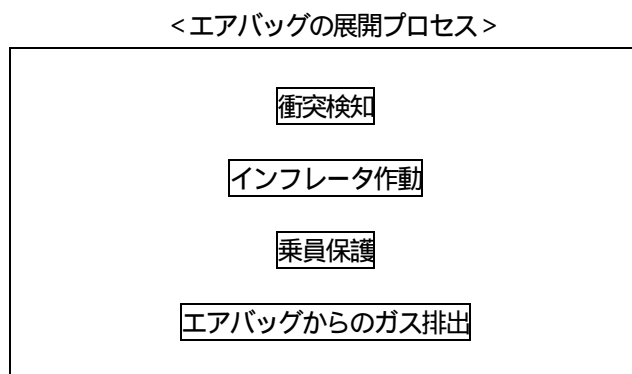 <エアバッグの展開プロセス>
衝突検知
インフレータ作動
乗員保護
エアバッグからのガス排出